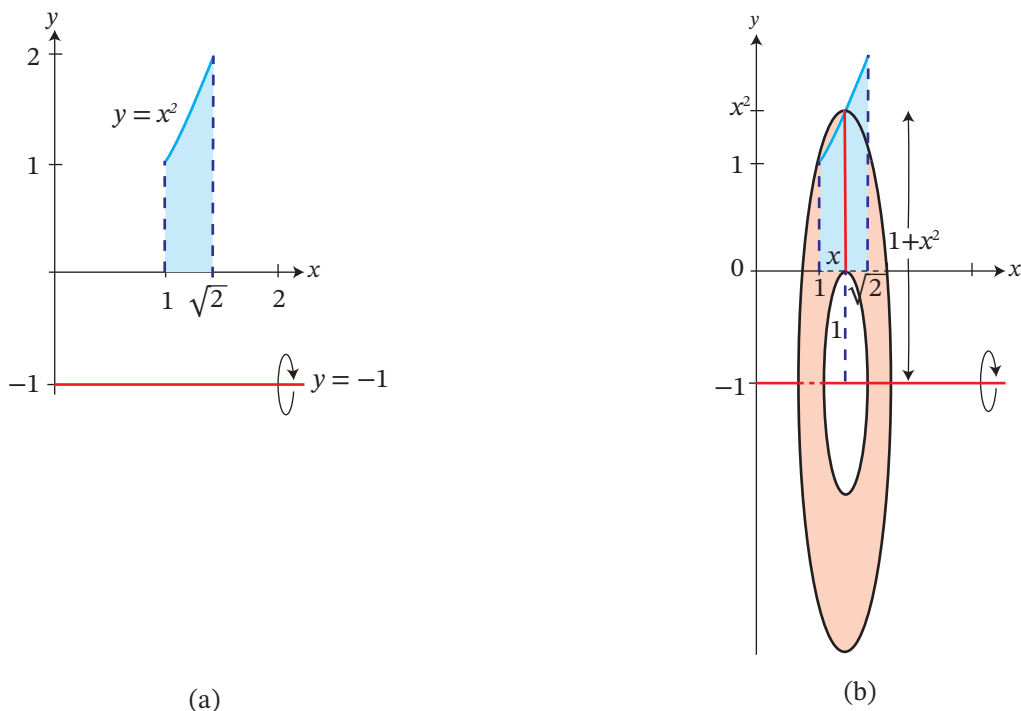 y
2
y = x²
1
x
1
√2
2
−1
y = −1
(a)
y
x²
1
1+x²
x
0
x
1
√2
1
−1
(b)